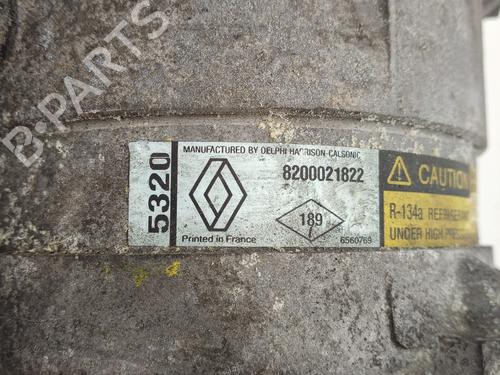 B-PARTS
5320
MANUFACTURED BY DELPHI HARRISON-CALSONIC
8200021822
189
7
Printed in France
6560769
CAUTION
R-134a REFRIGERANT
UNDER HIGH PRESSURE